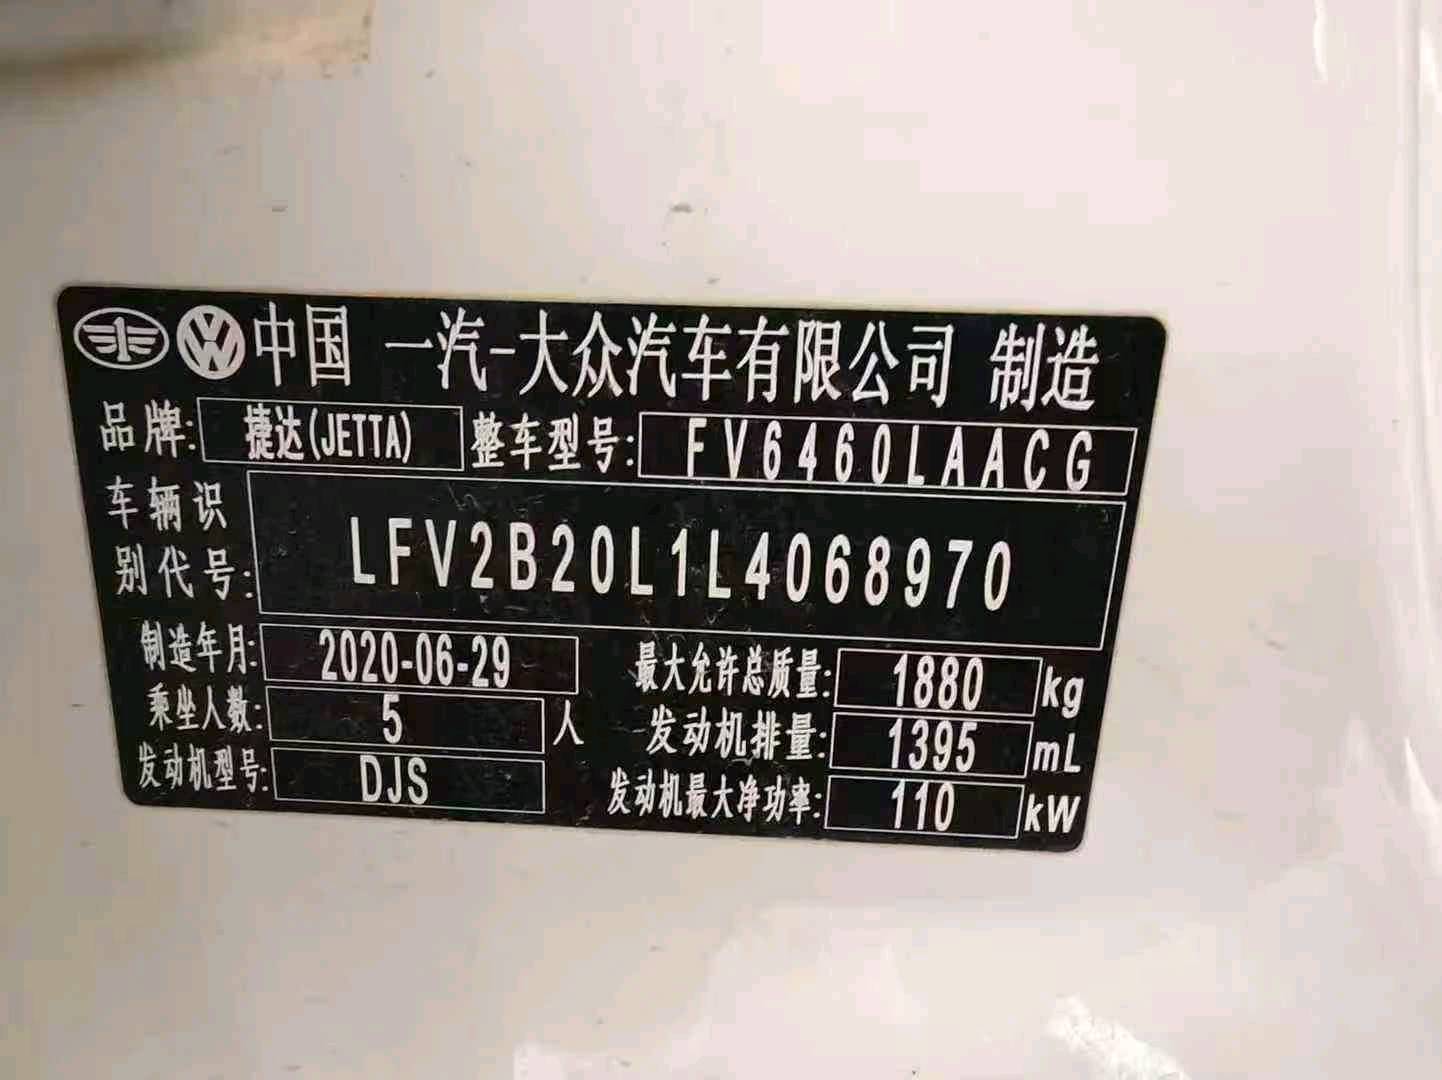 中国 一汽-大众汽车有限公司 制造
品牌: 捷达(JETTA) 整车型号: FV6460LAACG
车辆识别代号: LFV2B20L1L4068970
制造年月: 2020-06-29 最大允许总质量: 1880 kg
乘坐人数: 5 人 发动机排量: 1395 mL
发动机型号: DJS 发动机最大净功率: 110 kW